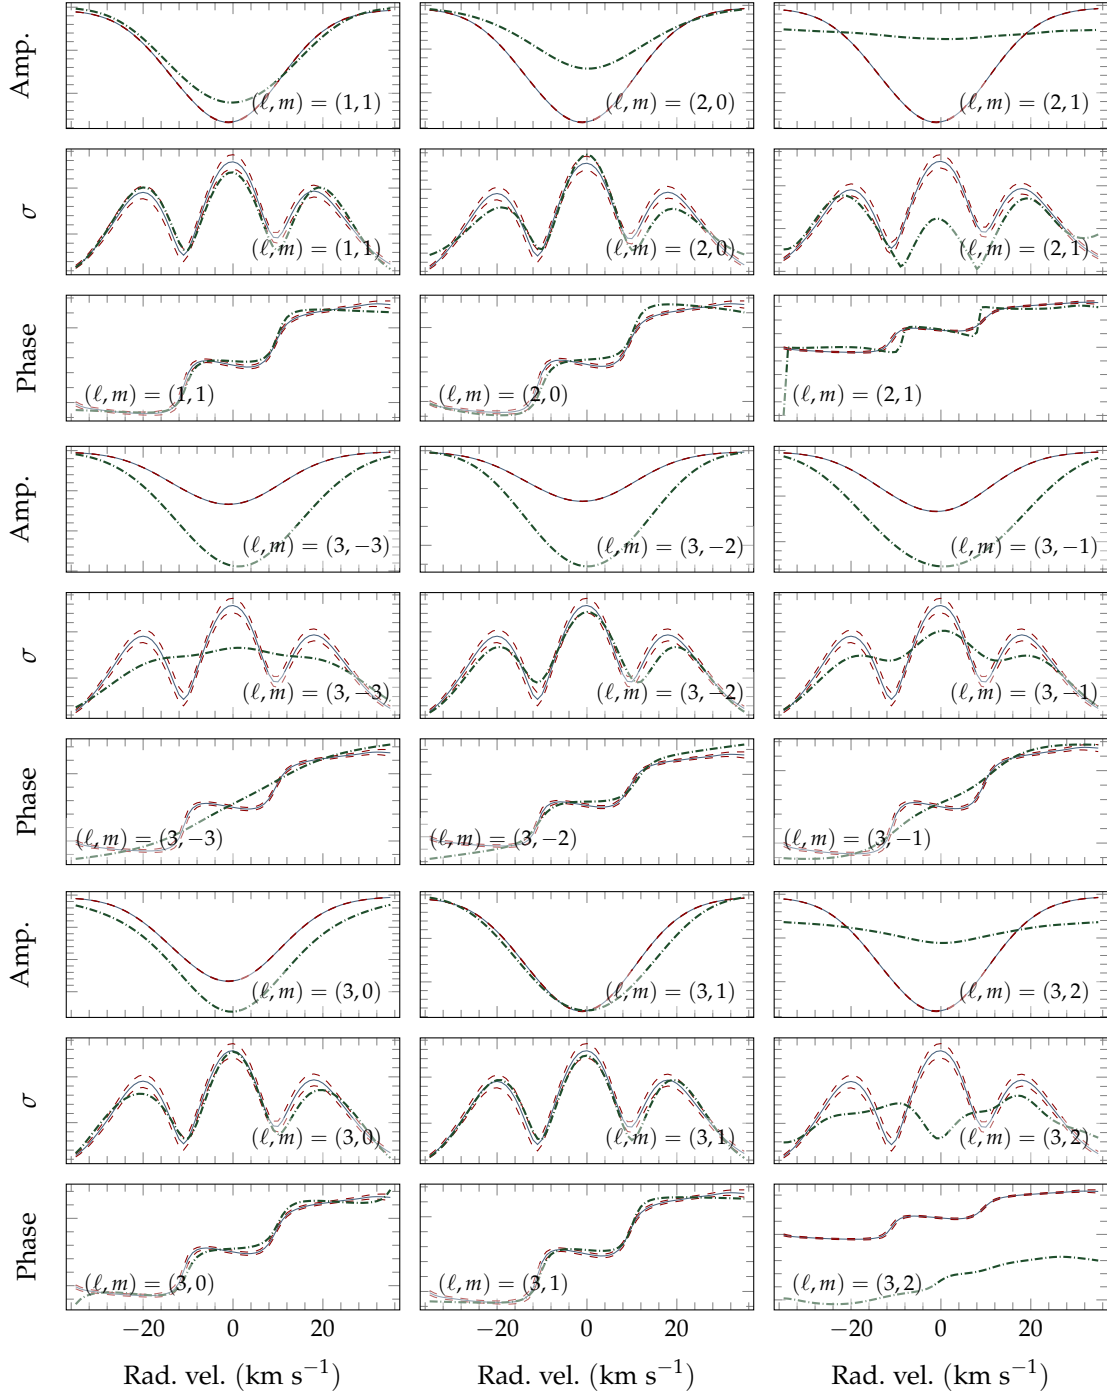 Amp.
(ℓ, m) = (1, 1)
(ℓ, m) = (2, 0)
(ℓ, m) = (2, 1)
σ
(ℓ, m) = (1, 1)
(ℓ, m) = (2, 0)
(ℓ, m) = (2, 1)
Phase
(ℓ, m) = (1, 1)
(ℓ, m) = (2, 0)
(ℓ, m) = (2, 1)
Amp.
(ℓ, m) = (3, −3)
(ℓ, m) = (3, −2)
(ℓ, m) = (3, −1)
σ
(ℓ, m) = (3, −3)
(ℓ, m) = (3, −2)
(ℓ, m) = (3, −1)
Phase
(ℓ, m) = (3, −3)
(ℓ, m) = (3, −2)
(ℓ, m) = (3, −1)
Amp.
(ℓ, m) = (3, 0)
(ℓ, m) = (3, 1)
(ℓ, m) = (3, 2)
σ
(ℓ, m) = (3, 0)
(ℓ, m) = (3, 1)
(ℓ, m) = (3, 2)
Phase
(ℓ, m) = (3, 0)
(ℓ, m) = (3, 1)
(ℓ, m) = (3, 2)
−20 0 20
−20 0 20
−20 0 20
Rad. vel. (km s⁻¹)
Rad. vel. (km s⁻¹)
Rad. vel. (km s⁻¹)